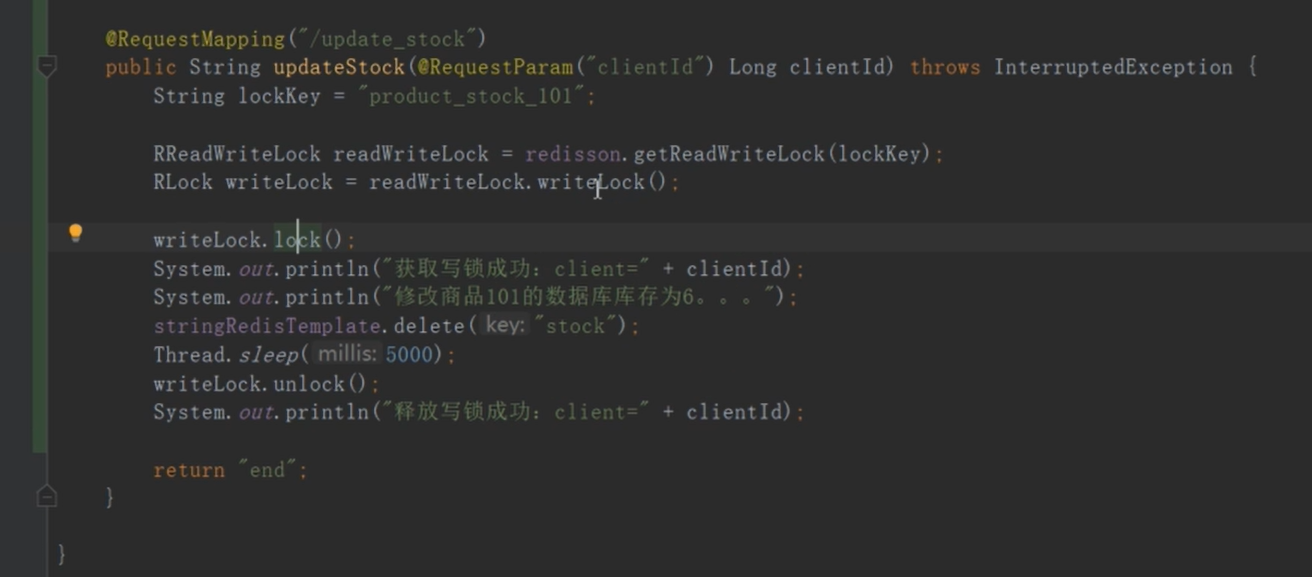 @RequestMapping("/update_stock")
public String updateStock(@RequestParam("clientId") Long clientId) throws InterruptedException {
String lockKey = "product_stock_101";
RReadWriteLock readWriteLock = redisson.getReadWriteLock(lockKey);
RLock writeLock = readWriteLock.writeLock();
writeLock.lock();
System.out.println("获取写锁成功：client=" + clientId);
System.out.println("修改商品101的数据库库存为6。。。");
stringRedisTemplate.delete( key: "stock");
Thread.sleep( millis: 5000);
writeLock.unlock();
System.out.println("释放写锁成功：client=" + clientId);
return "end";
}
}